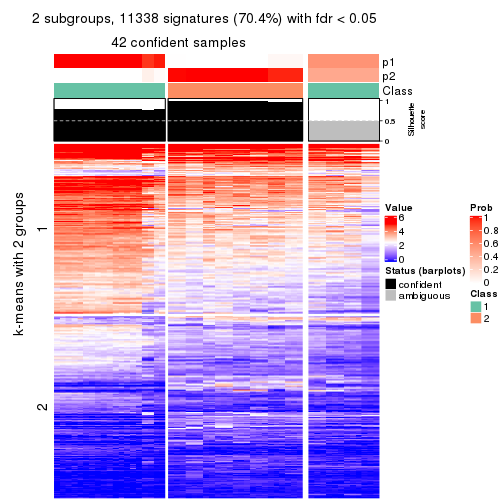 2 subgroups, 11338 signatures (70.4%) with fdr < 0.05
42 confident samples
p1
p2
Class
1
0.5
0
Silhouette
score
k-means with 2 groups
1
2
Value
6
4
2
0
Status (barplots)
confident
ambiguous
Prob
1
0.8
0.6
0.4
0.2
0
Class
1
2